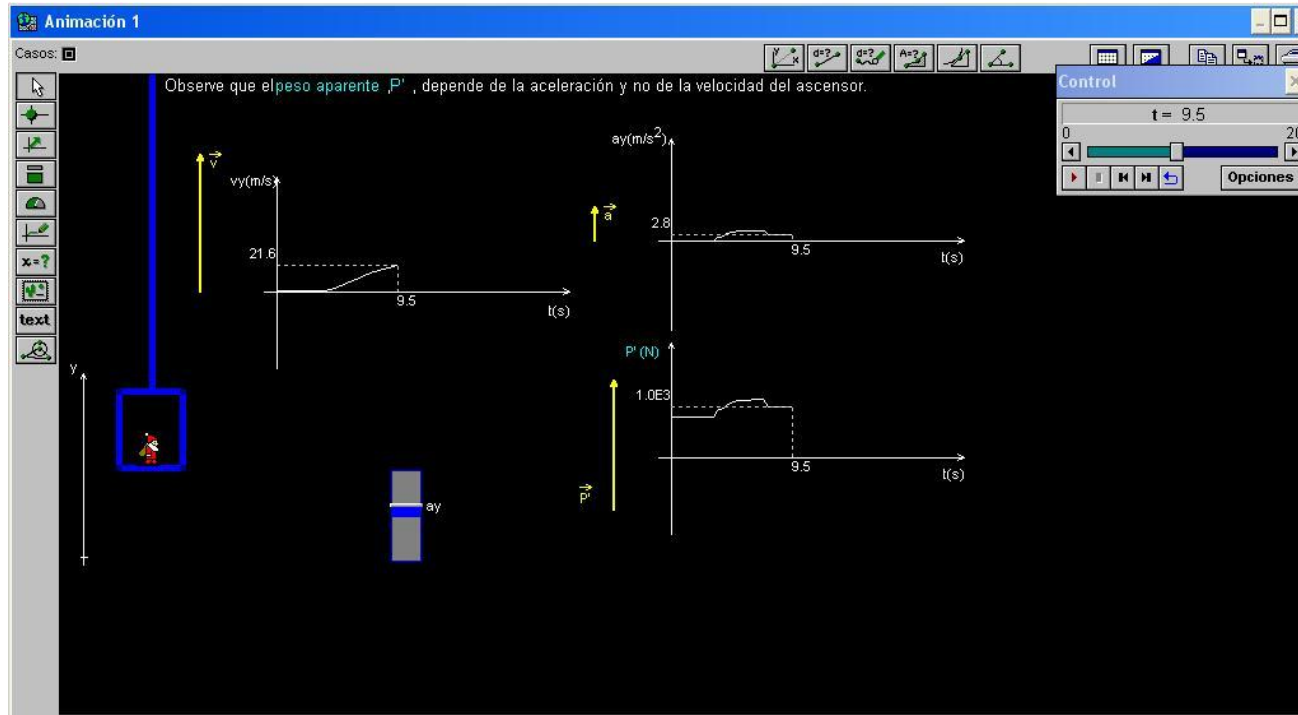 Animación 1
Casos:
Observe que elpeso aparente ,P' , depende de la aceleración y no de la velocidad del ascensor.
Control
t = 9.5
0
20
Opciones
v
vy(m/s)
21.6
9.5
t(s)
ay(m/s²)
a
2.8
9.5
t(s)
P' (N)
1.0E3
P'
9.5
t(s)
y
ay
x=?
text
d=?
d=?
A=?